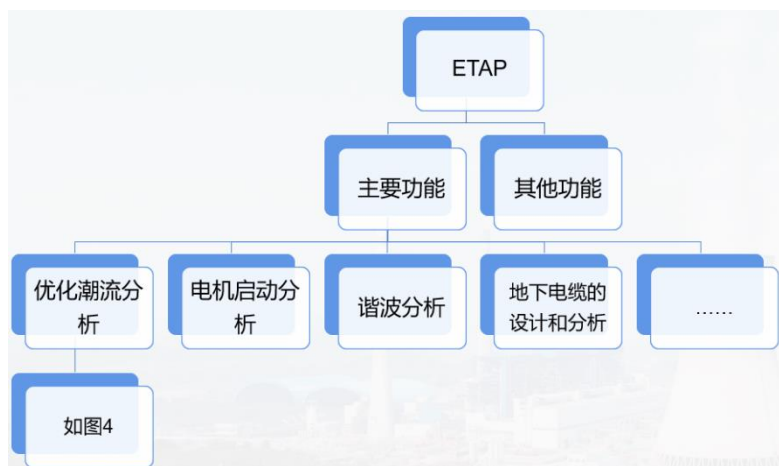 ETAP
主要功能
其他功能
优化潮流分
析
电机启动分
析
谐波分析
地下电缆的
设计和分析
……
如图4